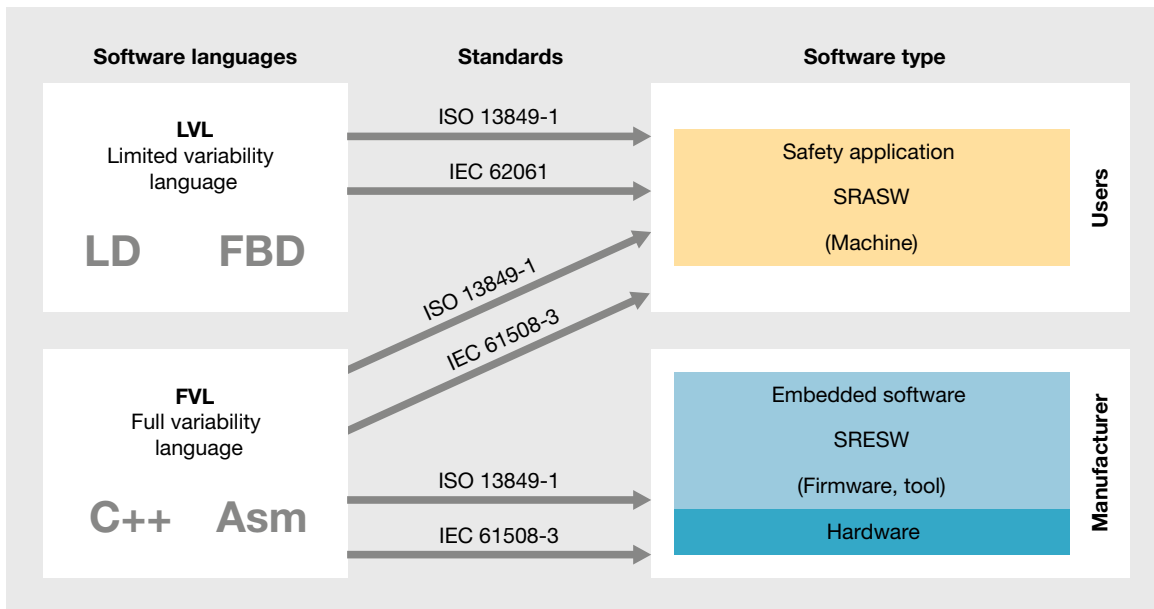 Software languages
Standards
Software type
LVL
Limited variability
language
LD FBD
ISO 13849-1
IEC 62061
Safety application
SRASW
(Machine)
Users
ISO 13849-1
IEC 61508-3
FVL
Full variability
language
C++ Asm
ISO 13849-1
IEC 61508-3
Embedded software
SRESW
(Firmware, tool)
Hardware
Manufacturer